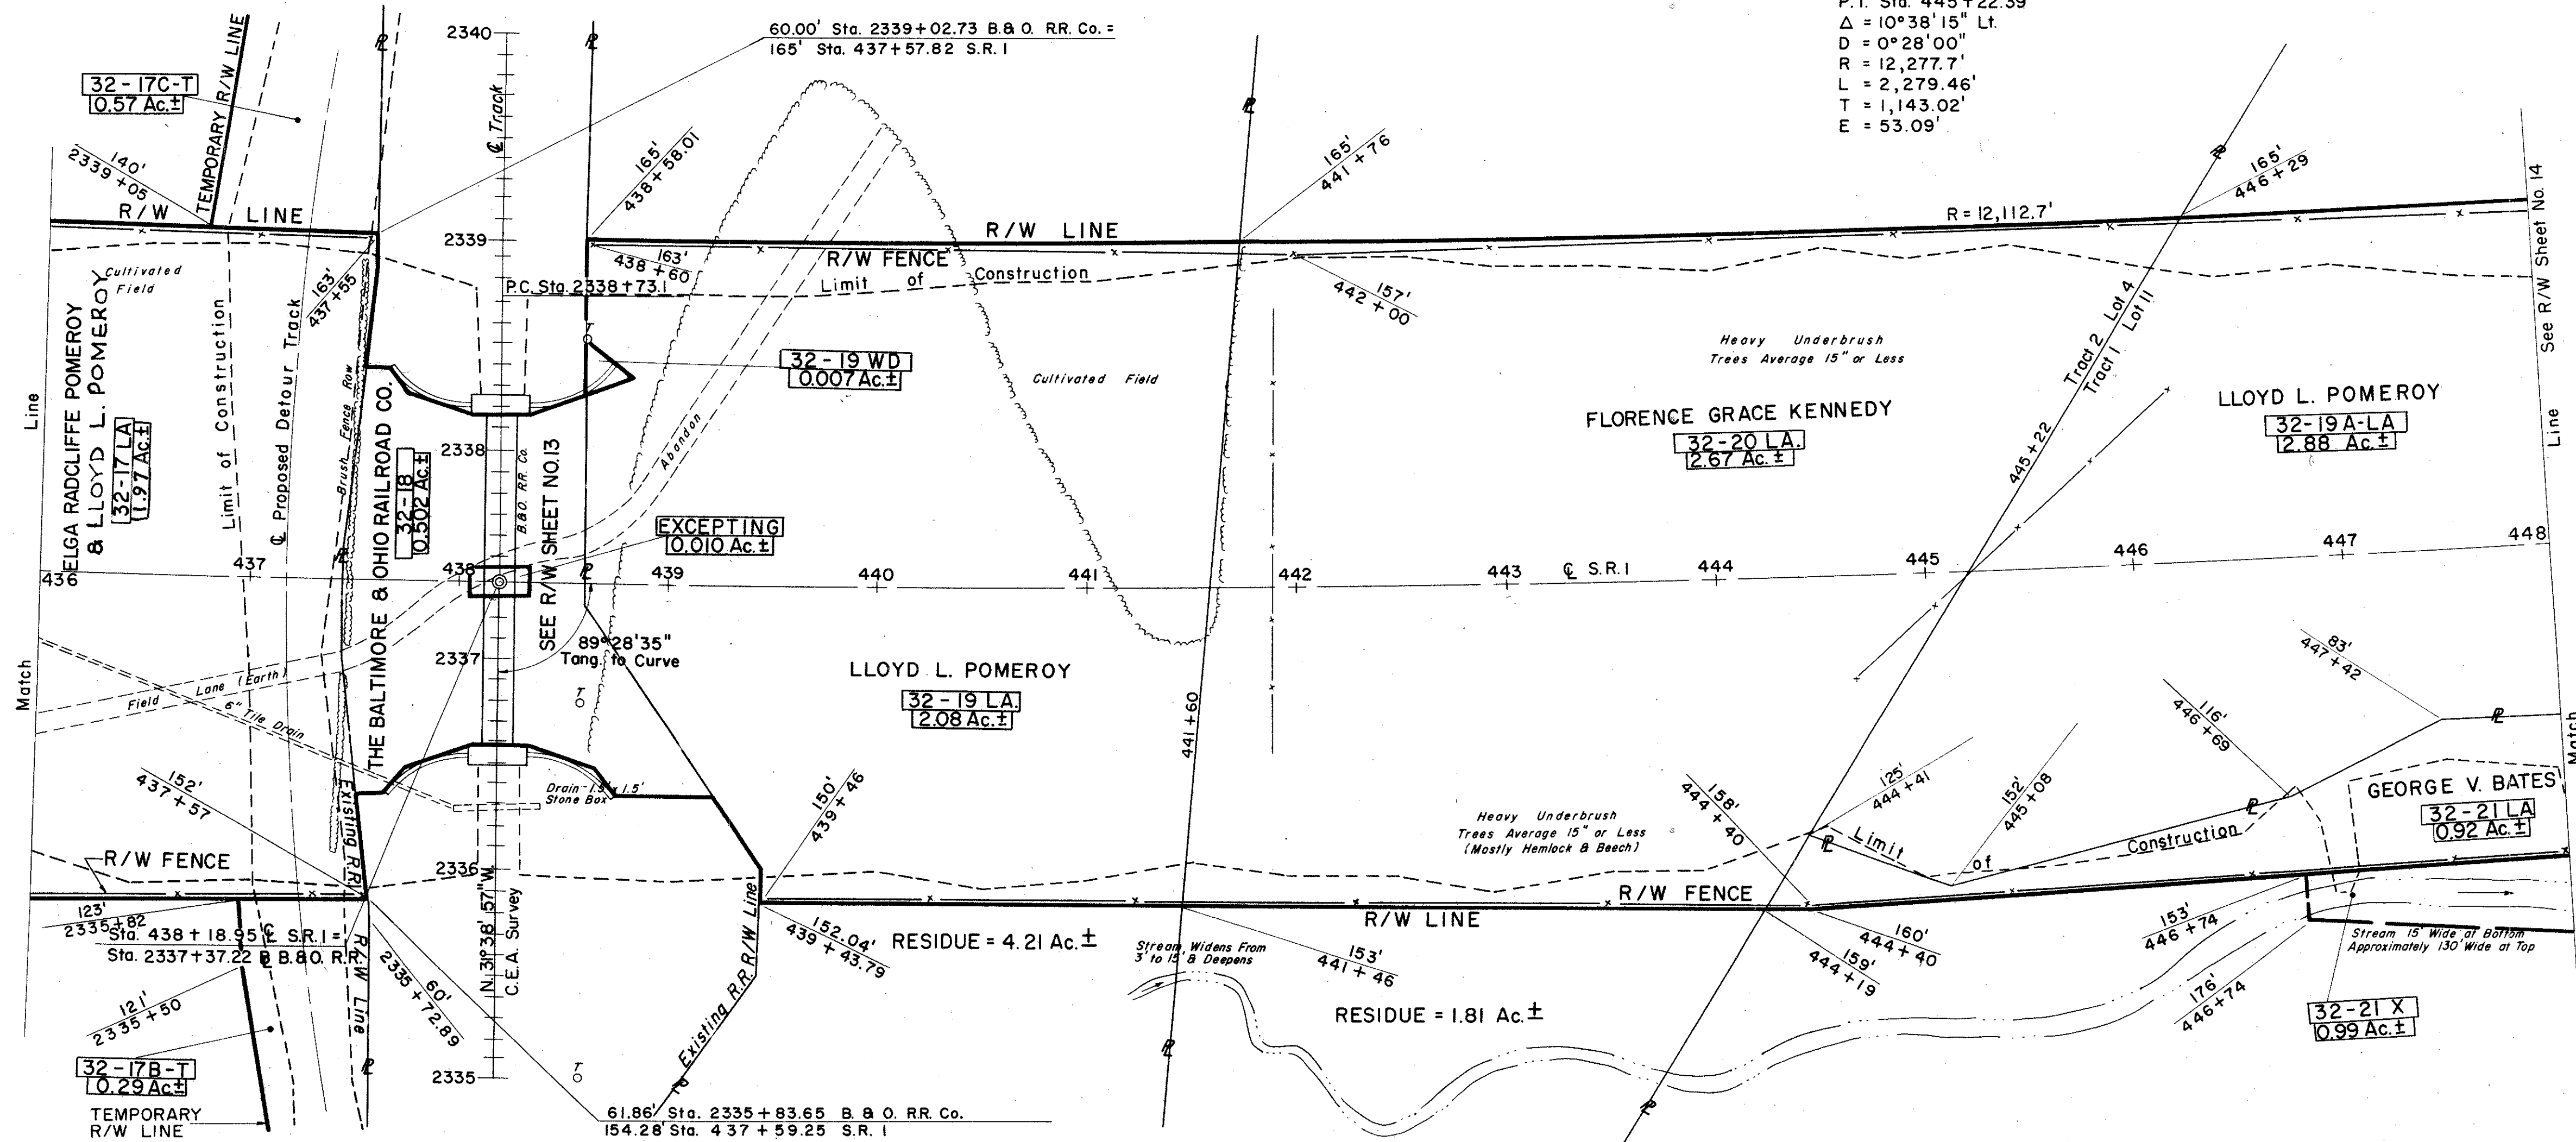 P.I. Sta. 445+22.39
Δ = 10°38'15" Lt.
D = 0°28'00"
R = 12,277.7'
L = 2,279.46'
T = 1,143.02'
E = 53.09'
60.00' Sta. 2339+02.73 B.& O. RR. Co. =
165' Sta. 437+57.82 S.R. 1
32-17C-T
0.57 Ac.±
TEMPORARY R/W LINE
140'
2339+05
R/W LINE
2340
℄ Track
165'
438+58.01
165'
441+76
165'
446+29
R = 12,112.7'
See R/W Sheet No. 14
Match Line
2339
R/W LINE
R/W FENCE
163'
438+60
163'
437+55
P.C. Sta. 2338+73.1
Limit of Construction
157'
442+00
Cultivated
Field
ELGA RADCLIFFE POMEROY
& LLOYD L. POMEROY
32-17 LA
1.97 Ac.±
Limit of Construction
℄ Proposed Detour Track
Brush Fence Row
THE BALTIMORE & OHIO RAILROAD CO.
32-18
0.502 Ac.±
2338
B.&O. RR. Co.
SEE R/W SHEET NO.13
32-19 WD
0.007 Ac.±
T
Abandon
Cultivated Field
EXCEPTING
0.010 Ac.±
Heavy Underbrush
Trees Average 15" or Less
FLORENCE GRACE KENNEDY
32-20 LA.
2.67 Ac.±
Tract 2 Lot 4
Tract 1 Lot 11
445+22
LLOYD L. POMEROY
32-19 A-LA
2.88 Ac.±
436
437
438
439
440
441
442
443
℄ S.R. 1
444
445
446
447
448
89°28'35"
Tang. to Curve
2337
T
LLOYD L. POMEROY
32-19 LA.
2.08 Ac.±
441+60
Match Line
Field Lane (Earth)
6" Tile Drain
152'
437+57
Existing RR
R/W Line
Drain-1.5'x1.5'
Stone Box
150'
439+46
Heavy Underbrush
Trees Average 15" or Less
(Mostly Hemlock & Beech)
158'
444+40
125'
444+41
152'
445+08
116'
446+69
83'
447+42
Limit of Construction
GEORGE V. BATES
32-21 LA
0.92 Ac.±
R/W FENCE
2336
R/W FENCE
R/W LINE
123'
2335+82
Sta. 438+18.95 ℄ S.R. 1 =
Sta. 2337+37.22 B.&O. R.R.
121'
2335+50
60'
2335+72.89
N.31°38'57"W.
C.E.A. Survey
Existing R.R. R/W Line
152.04'
439+43.79
RESIDUE = 4.21 Ac.±
Stream Widens From
3' to 15' & Deepens
153'
441+46
RESIDUE = 1.81 Ac.±
159'
444+19
160'
444+40
153'
446+74
176'
446+74
Stream 15' Wide at Bottom
Approximately 130' Wide at Top
32-21 X
0.99 Ac.±
32-17B-T
0.29 Ac±
TEMPORARY
R/W LINE
2335
T
61.86' Sta. 2335+83.65 B. & O. RR. Co.
154.28' Sta. 437+59.25 S.R. 1